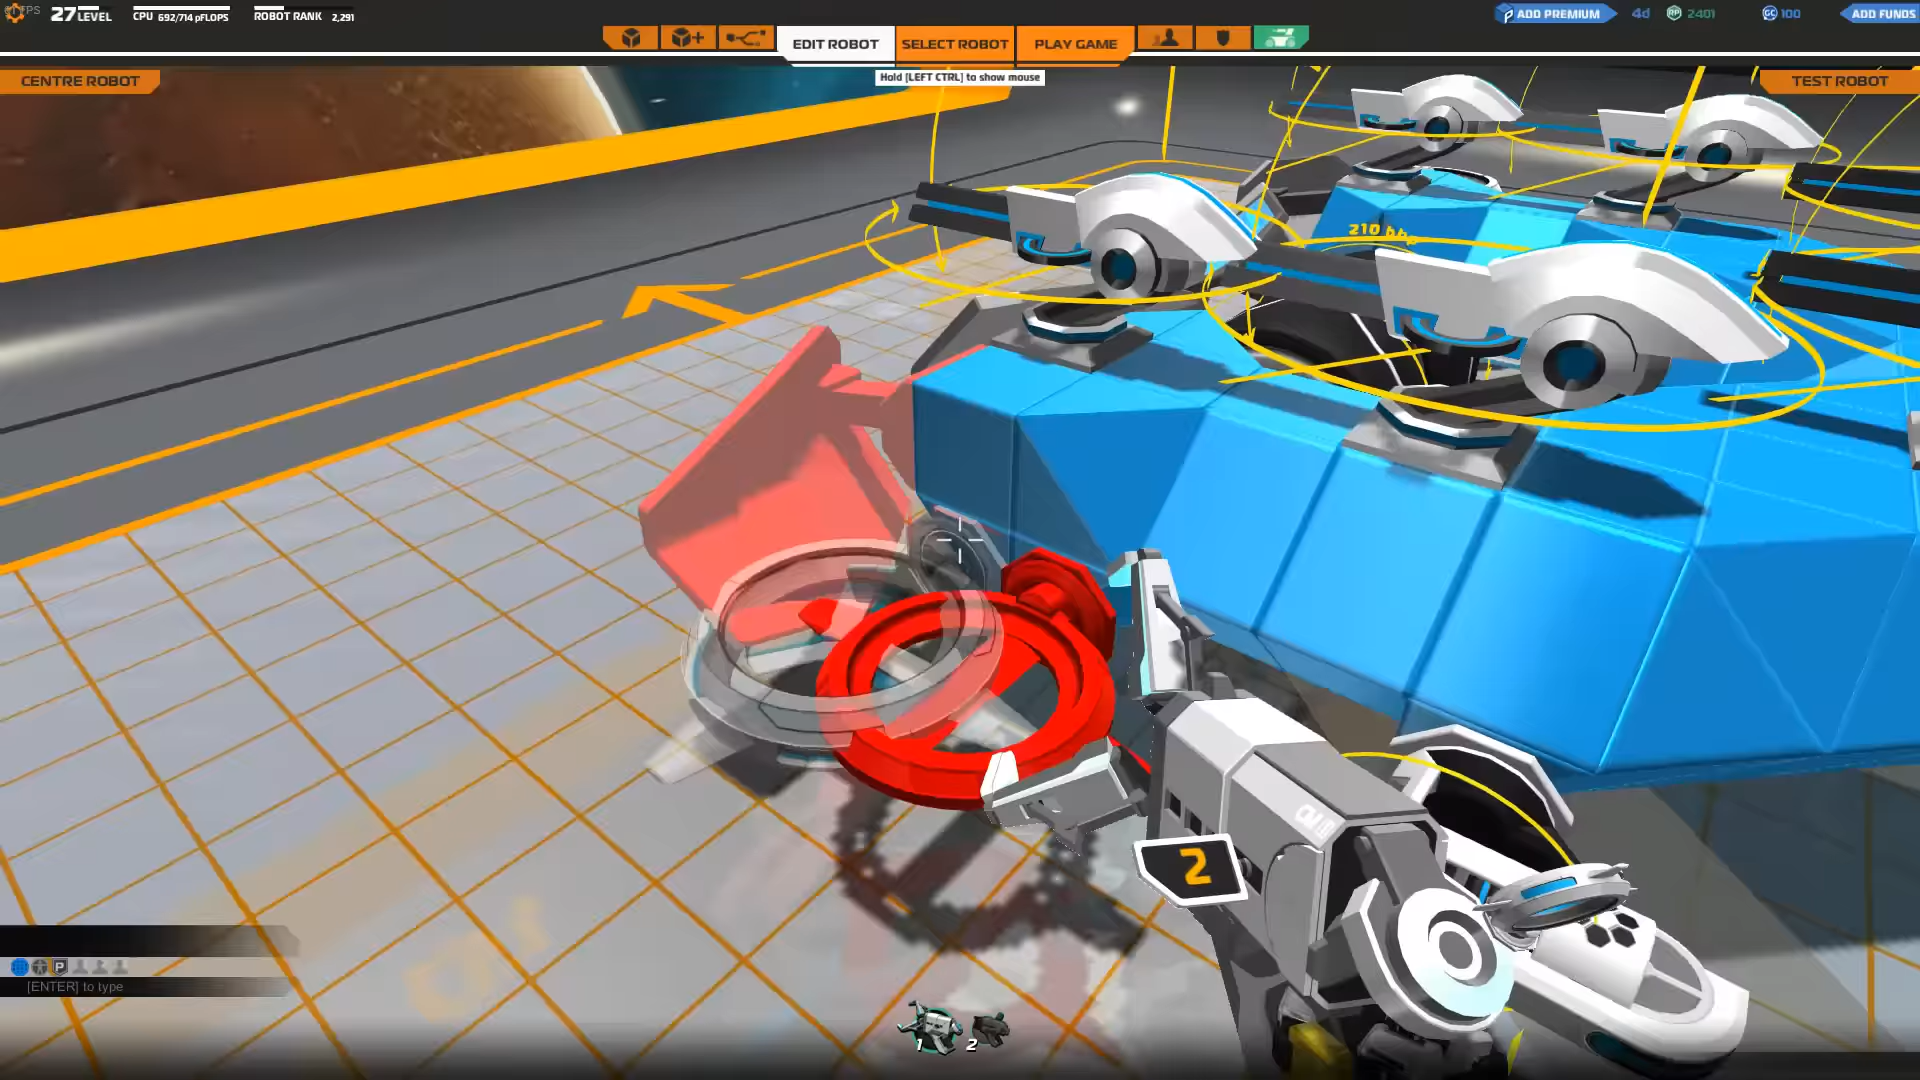 27 LEVEL
CPU 692/714 pFLOPS
ROBOT RANK 2,291
EDIT ROBOT
SELECT ROBOT
PLAY GAME
P ADD PREMIUM
4d
RP 2401
GC 100
ADD FUNDS
Hold [LEFT CTRL] to show mouse
CENTRE ROBOT
TEST ROBOT
2
P
[ENTER] to type
1
2